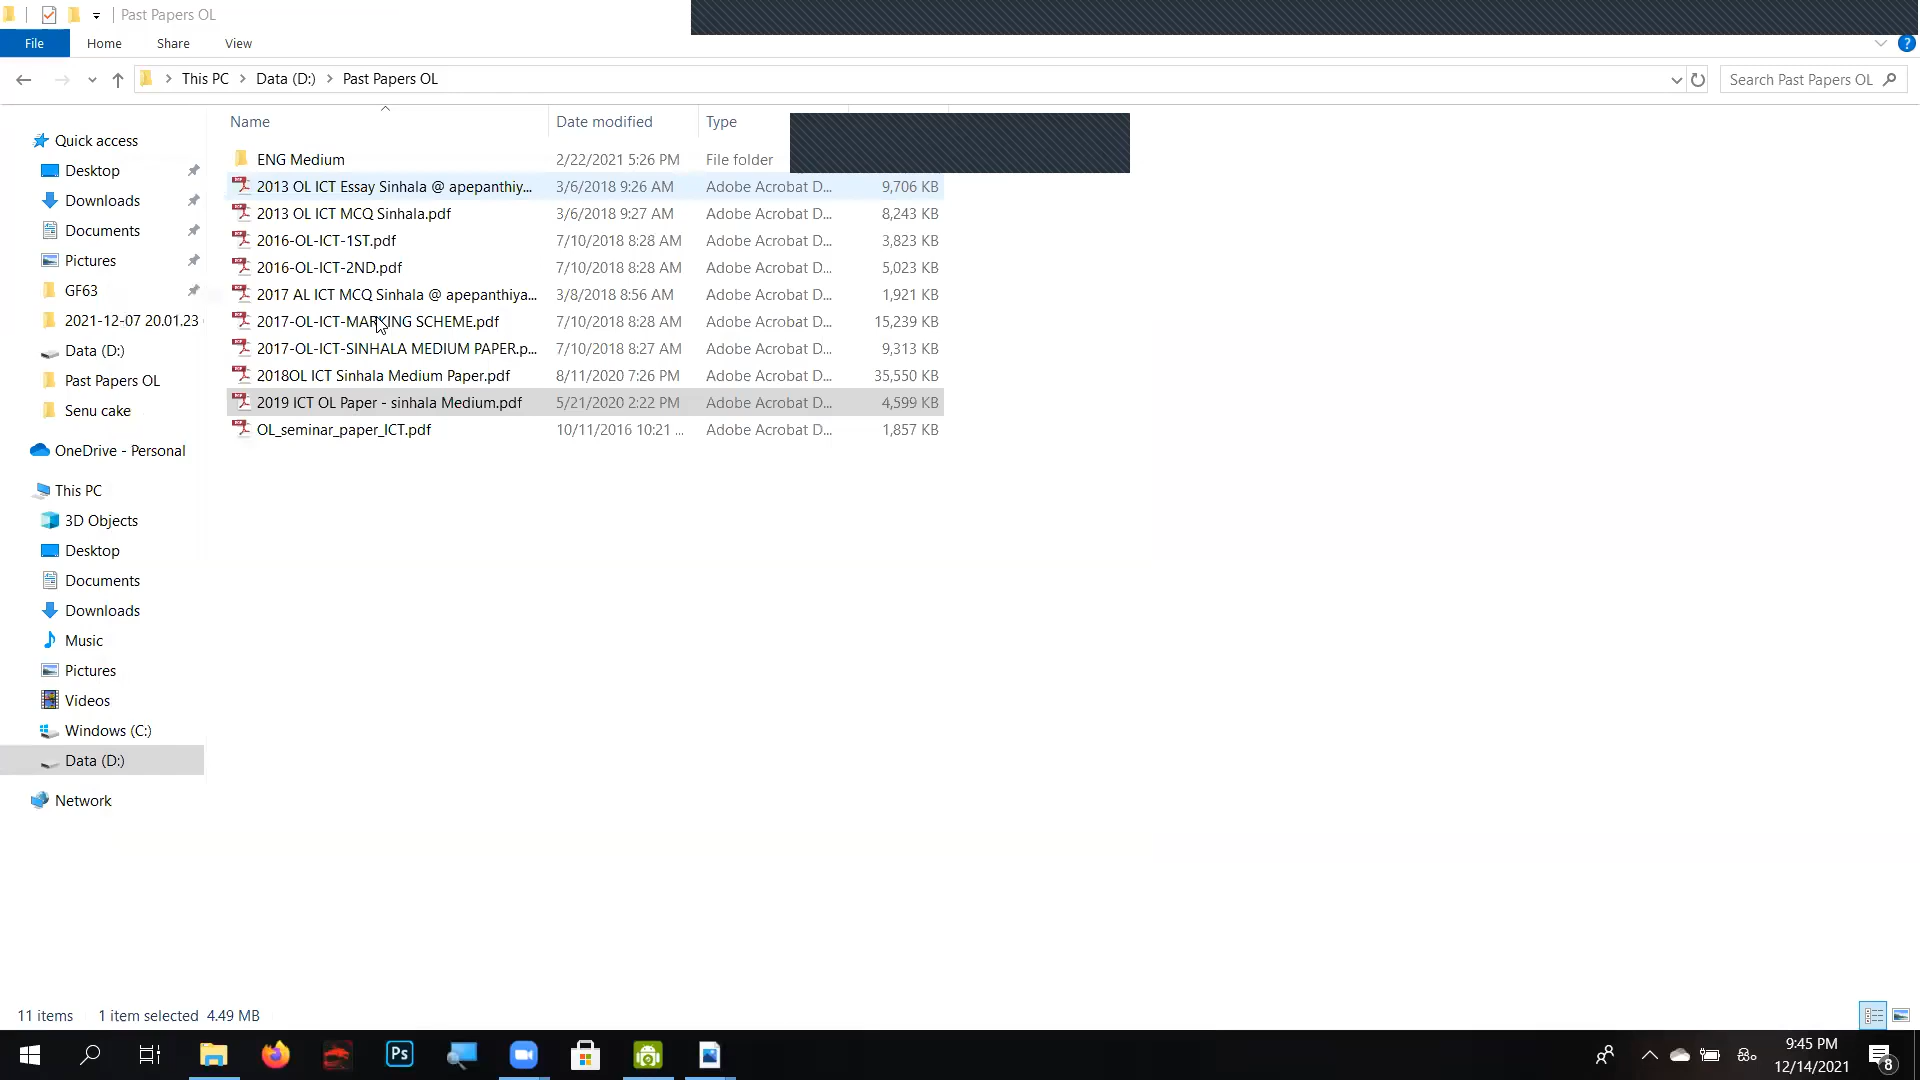 Past Papers OL
File Home Share View
This PC Data (D:) Past Papers OL
Search Past Papers OL
Name Date modified Type
ENG Medium 2/22/2021 5:26 PM File folder
2013 OL ICT Essay Sinhala @ apepanthiy... 3/6/2018 9:26 AM Adobe Acrobat D... 9,706 KB
2013 OL ICT MCQ Sinhala.pdf 3/6/2018 9:27 AM Adobe Acrobat D... 8,243 KB
2016-OL-ICT-1ST.pdf 7/10/2018 8:28 AM Adobe Acrobat D... 3,823 KB
2016-OL-ICT-2ND.pdf 7/10/2018 8:28 AM Adobe Acrobat D... 5,023 KB
2017 AL ICT MCQ Sinhala @ apepanthiya... 3/8/2018 8:56 AM Adobe Acrobat D... 1,921 KB
2017-OL-ICT-MARKING SCHEME.pdf 7/10/2018 8:28 AM Adobe Acrobat D... 15,239 KB
2017-OL-ICT-SINHALA MEDIUM PAPER.p... 7/10/2018 8:27 AM Adobe Acrobat D... 9,313 KB
2018OL ICT Sinhala Medium Paper.pdf 8/11/2020 7:26 PM Adobe Acrobat D... 35,550 KB
2019 ICT OL Paper - sinhala Medium.pdf 5/21/2020 2:22 PM Adobe Acrobat D... 4,599 KB
OL_seminar_paper_ICT.pdf 10/11/2016 10:21 ... Adobe Acrobat D... 1,857 KB
Quick access
Desktop
Downloads
Documents
Pictures
GF63
2021-12-07 20.01.23
Data (D:)
Past Papers OL
Senu cake
OneDrive - Personal
This PC
3D Objects
Desktop
Documents
Downloads
Music
Pictures
Videos
Windows (C:)
Data (D:)
Network
11 items 1 item selected 4.49 MB
Ps
9:45 PM
12/14/2021
8